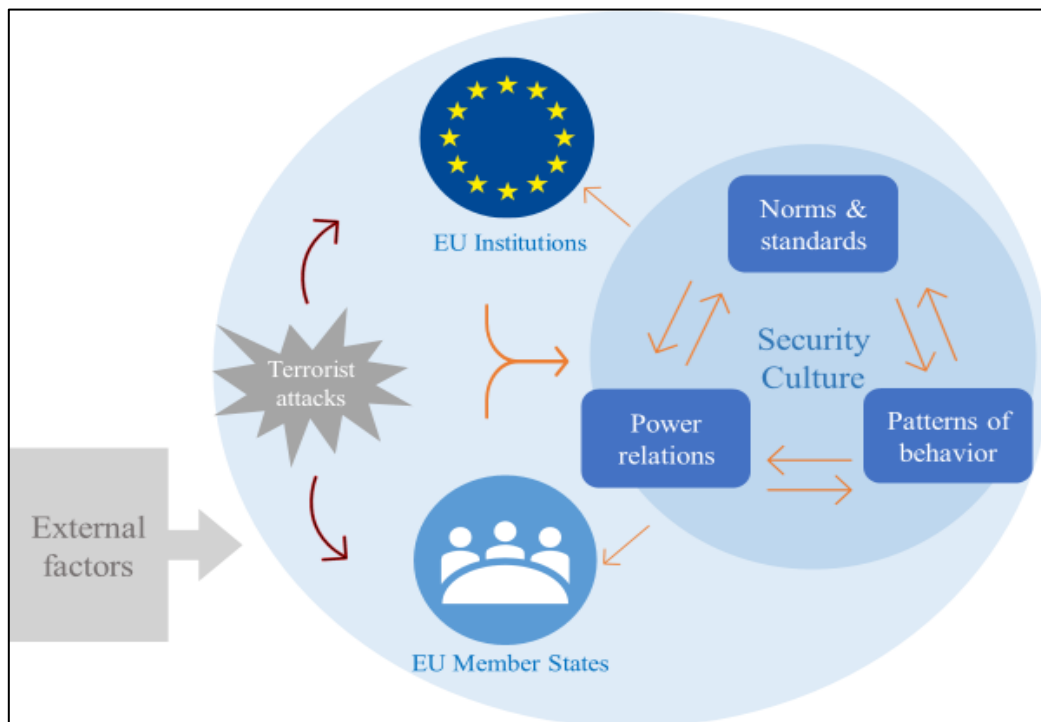 EU Institutions
Norms &
standards
Terrorist
attacks
Security
Culture
Power
relations
Patterns of
behavior
External
factors
EU Member States